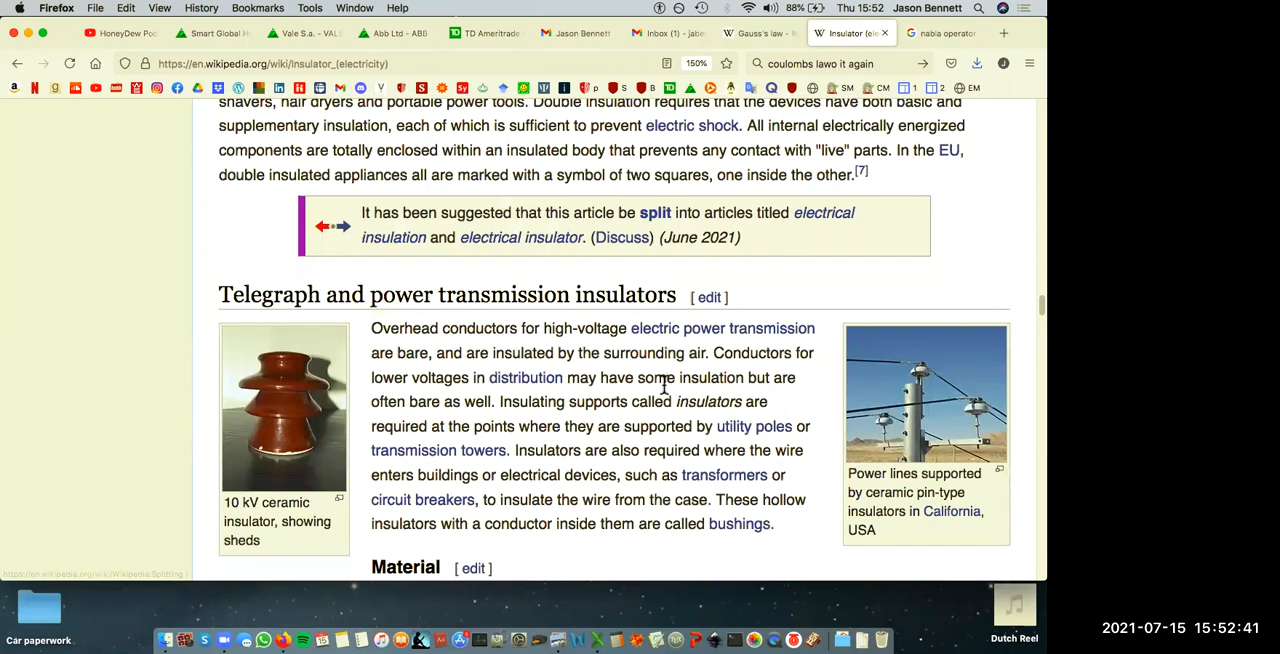 Firefox File Edit View History Bookmarks Tools Window Help 88% Thu 15:52 Jason Bennett
HoneyDew Po
Smart Global H
Vale S.a. - VAL
Abb Ltd - ABB
TD Ameritrade
Jason Bennett
Inbox (1) - jabe
Gauss's law - W
Insulator (ele
nabla operator
https://en.wikipedia.org/wiki/Insulator_(electricity)
150%
coulombs lawo it again
S B SM CM 1 2 EM
shavers, hair dryers and portable power tools. Double insulation requires that the devices have both basic and
supplementary insulation, each of which is sufficient to prevent electric shock. All internal electrically energized
components are totally enclosed within an insulated body that prevents any contact with "live" parts. In the EU,
double insulated appliances all are marked with a symbol of two squares, one inside the other.[7]
It has been suggested that this article be split into articles titled electrical
insulation and electrical insulator. (Discuss) (June 2021)
Telegraph and power transmission insulators [ edit ]
10 kV ceramic
insulator, showing
sheds
Overhead conductors for high-voltage electric power transmission
are bare, and are insulated by the surrounding air. Conductors for
lower voltages in distribution may have some insulation but are
often bare as well. Insulating supports called insulators are
required at the points where they are supported by utility poles or
transmission towers. Insulators are also required where the wire
enters buildings or electrical devices, such as transformers or
circuit breakers, to insulate the wire from the case. These hollow
insulators with a conductor inside them are called bushings.
Power lines supported
by ceramic pin-type
insulators in California,
USA
Material [ edit ]
https://en.wikipedia.org/wiki/Wikipedia:Splitting
Car paperwork
Dutch Reel
2021-07-15 15:52:41